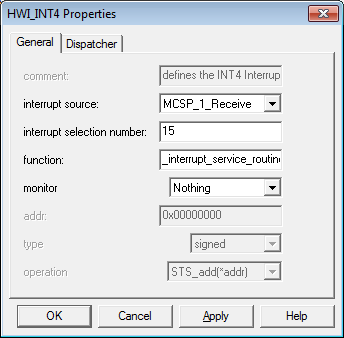 HWI_INT4 Properties
General Dispatcher
comment: defines the INT4 Interrup
interrupt source: MCSP_1_Receive
interrupt selection number: 15
function: _interrupt_service_routin
monitor Nothing
addr: 0x00000000
type signed
operation STS_add(*addr)
OK Cancel Apply Help